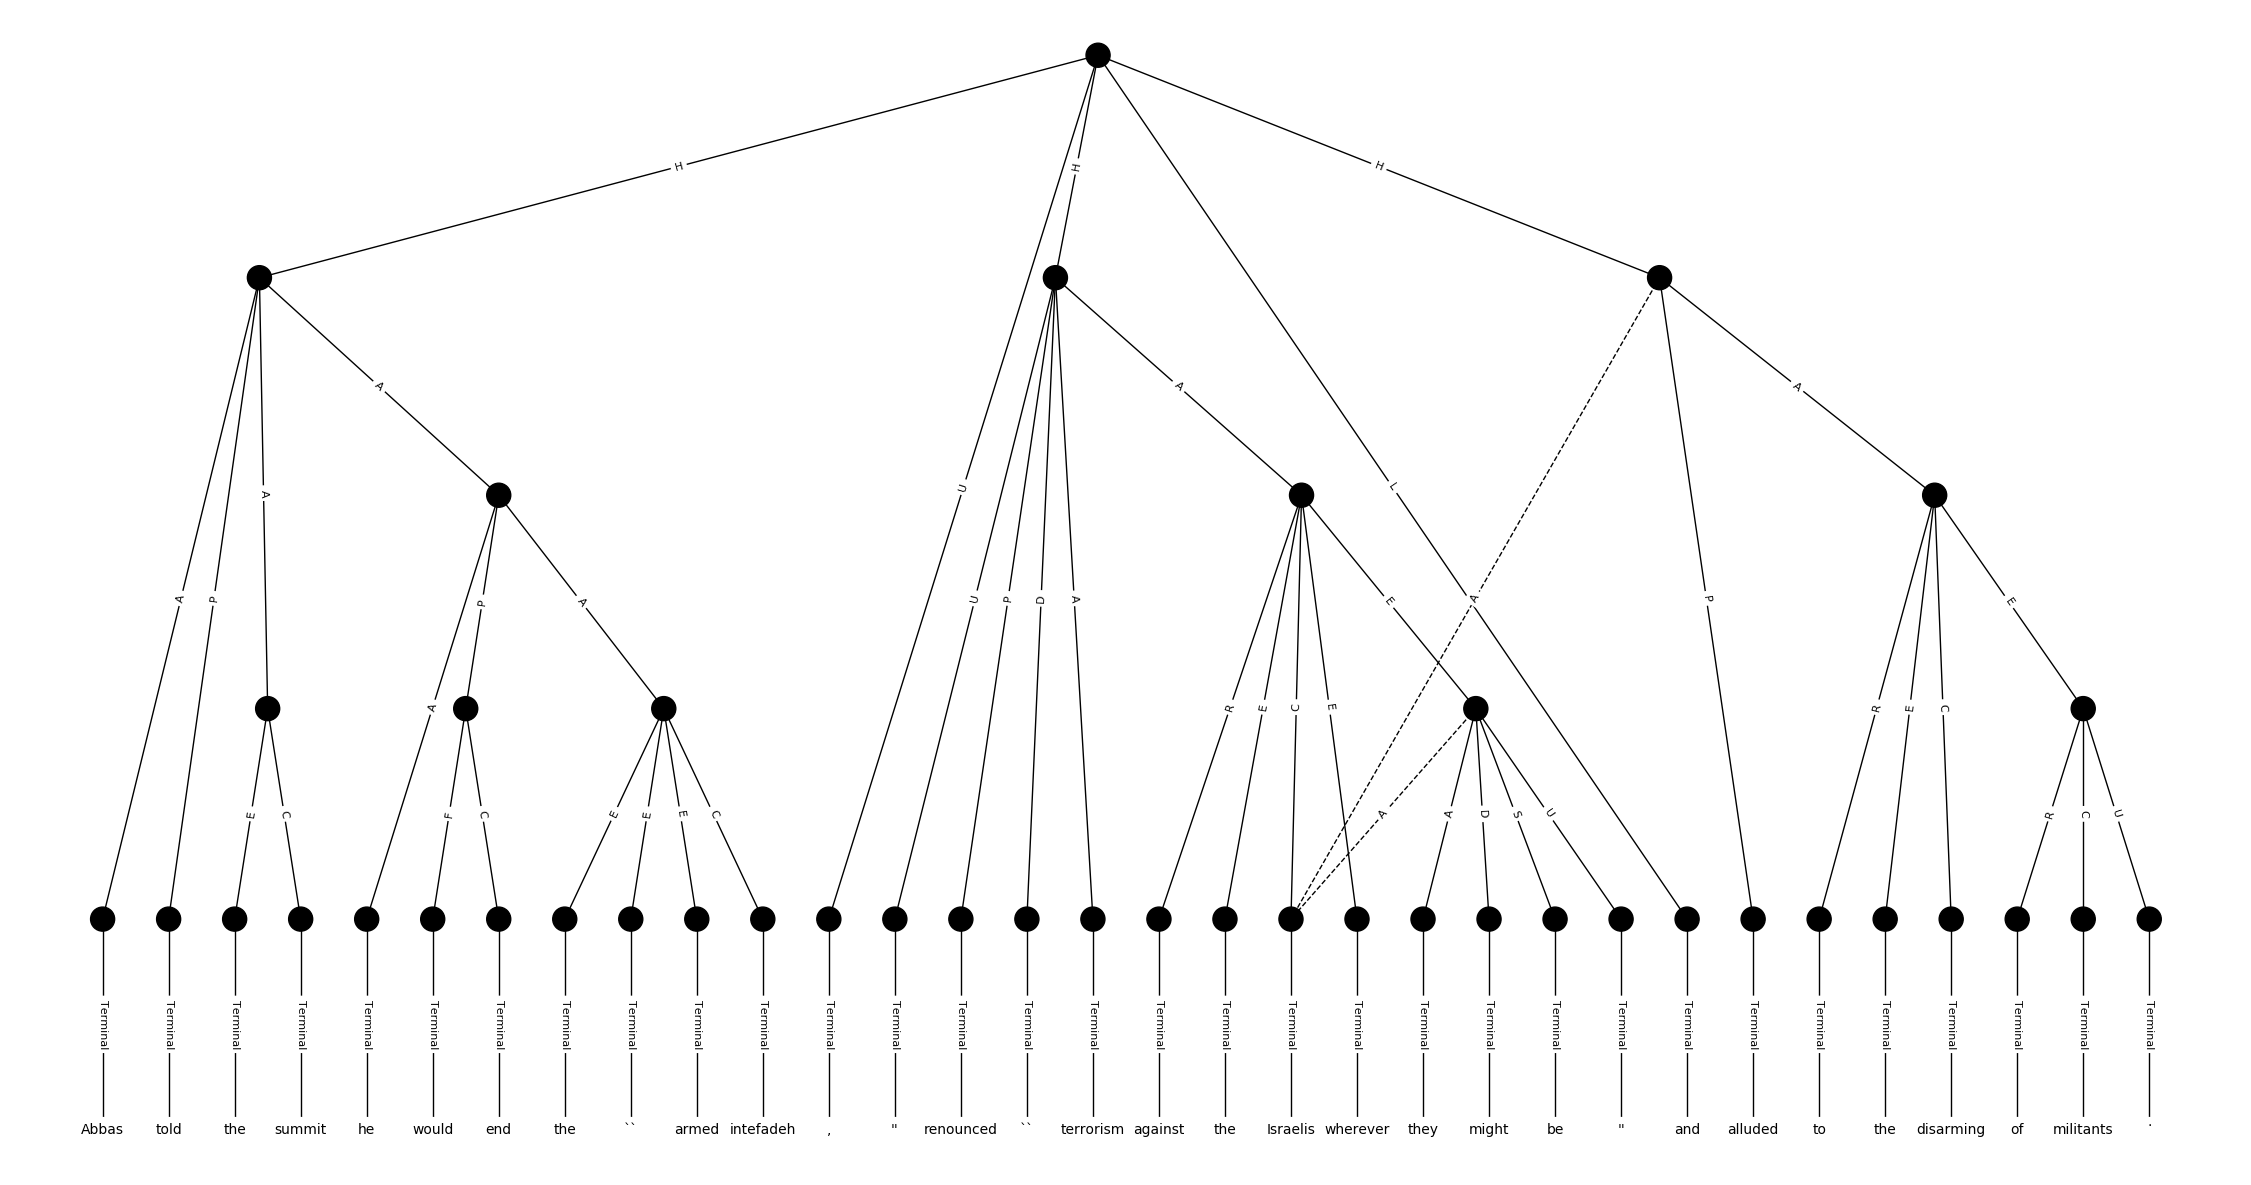 H H H
A A A
U L
A P A U P D A P A A P R E C E R E C E
A R E C E R E C
E C F C E E E C A A D S U R C U
Terminal Terminal Terminal Terminal Terminal Terminal Terminal Terminal Terminal Terminal Terminal Terminal Terminal Terminal Terminal Terminal Terminal Terminal Terminal Terminal Terminal Terminal Terminal Terminal Terminal Terminal Terminal Terminal Terminal Terminal Terminal Terminal
Abbas told the summit he would end the `` armed intefadeh , " renounced `` terrorism against the Israelis wherever they might be " and alluded to the disarming of militants .